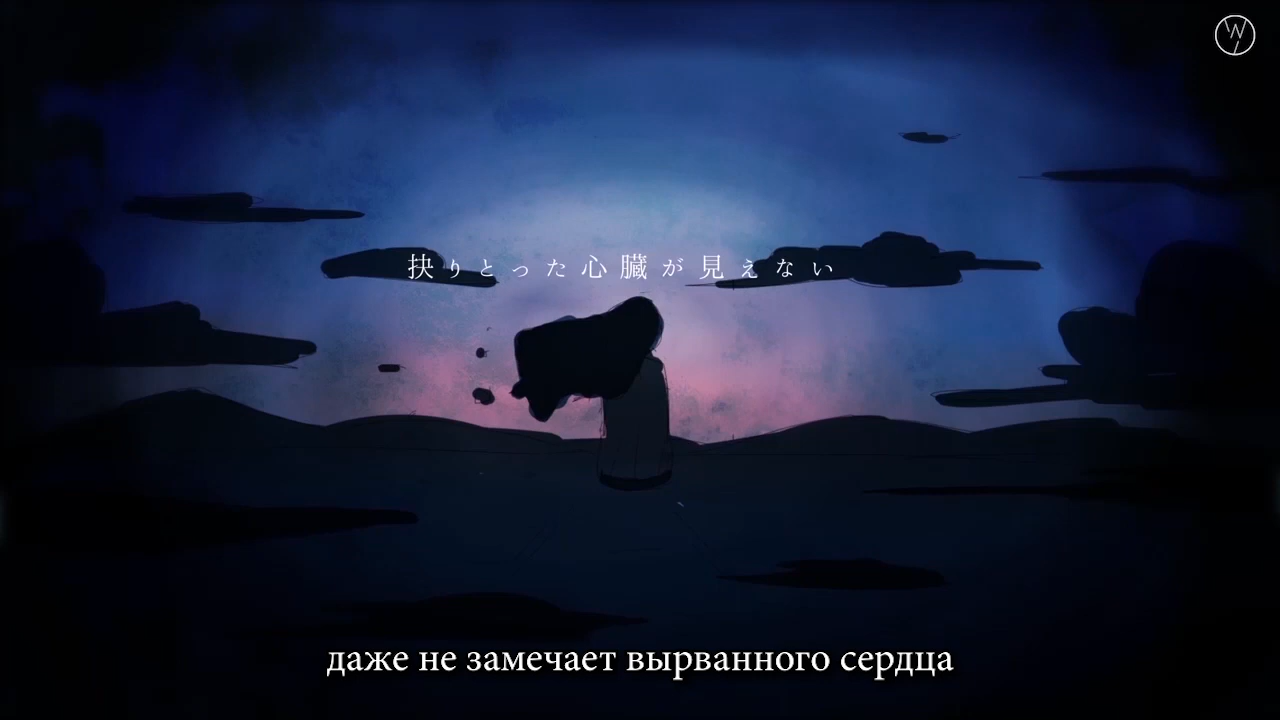 抉りとった心臓が見えない
даже не замечает вырванного сердца